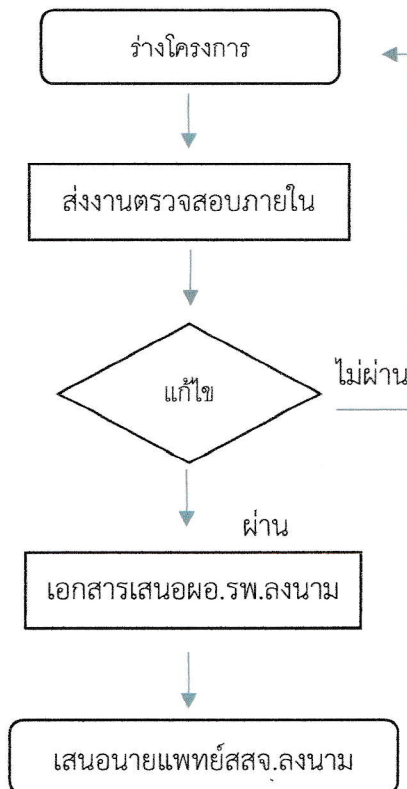 ร่างโครงการ
ส่งงานตรวจสอบภายใน
แก้ไข
ไม่ผ่าน
ผ่าน
เอกสารเสนอผอ.รพ.ลงนาม
เสนอนายแพทย์สสจ.ลงนาม